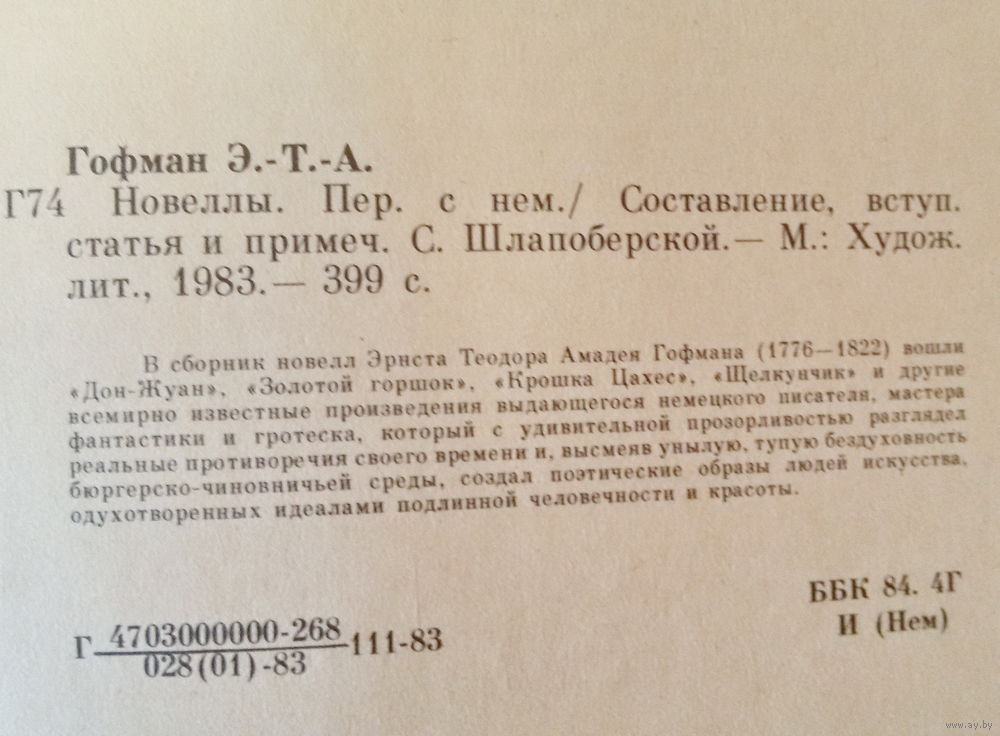 Гофман Э.-Т.-А.
Г74 Новеллы. Пер. с нем./ Составление, вступ.
статья и примеч. С. Шлапоберской.— М.: Худож.
лит., 1983.— 399 с.
В сборник новелл Эрнста Теодора Амадея Гофмана (1776—1822) вошли
«Дон-Жуан», «Золотой горшок», «Крошка Цахес», «Щелкунчик» и другие
всемирно известные произведения выдающегося немецкого писателя, мастера
фантастики и гротеска, который с удивительной прозорливостью разглядел
реальные противоречия своего времени и, высмеяв унылую, тупую бездуховность
бюргерско-чиновничьей среды, создал поэтические образы людей искусства,
одухотворенных идеалами подлинной человечности и красоты.
ББК 84. 4Г
И (Нем)
Г 4703000000-268 111-83
028(01)-83
www.ay.by